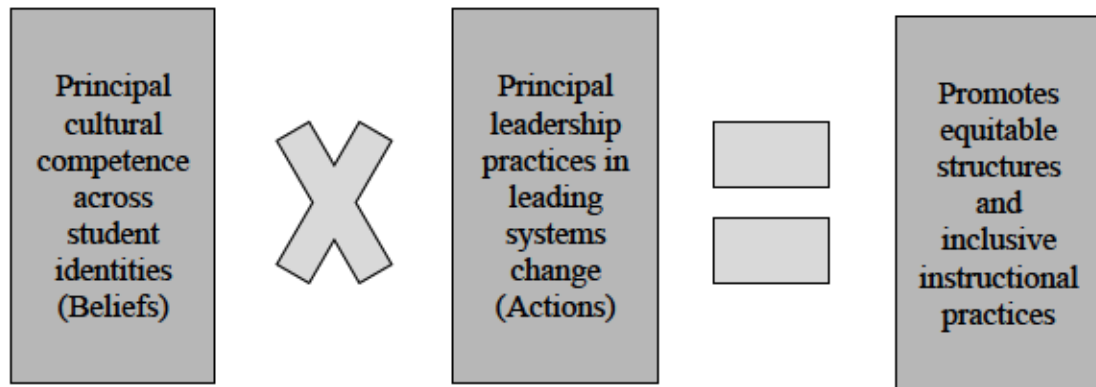 Principal
cultural
competence
across
student
identities
(Beliefs)
Principal
leadership
practices in
leading
systems
change
(Actions)
Promotes
equitable
structures
and
inclusive
instructional
practices